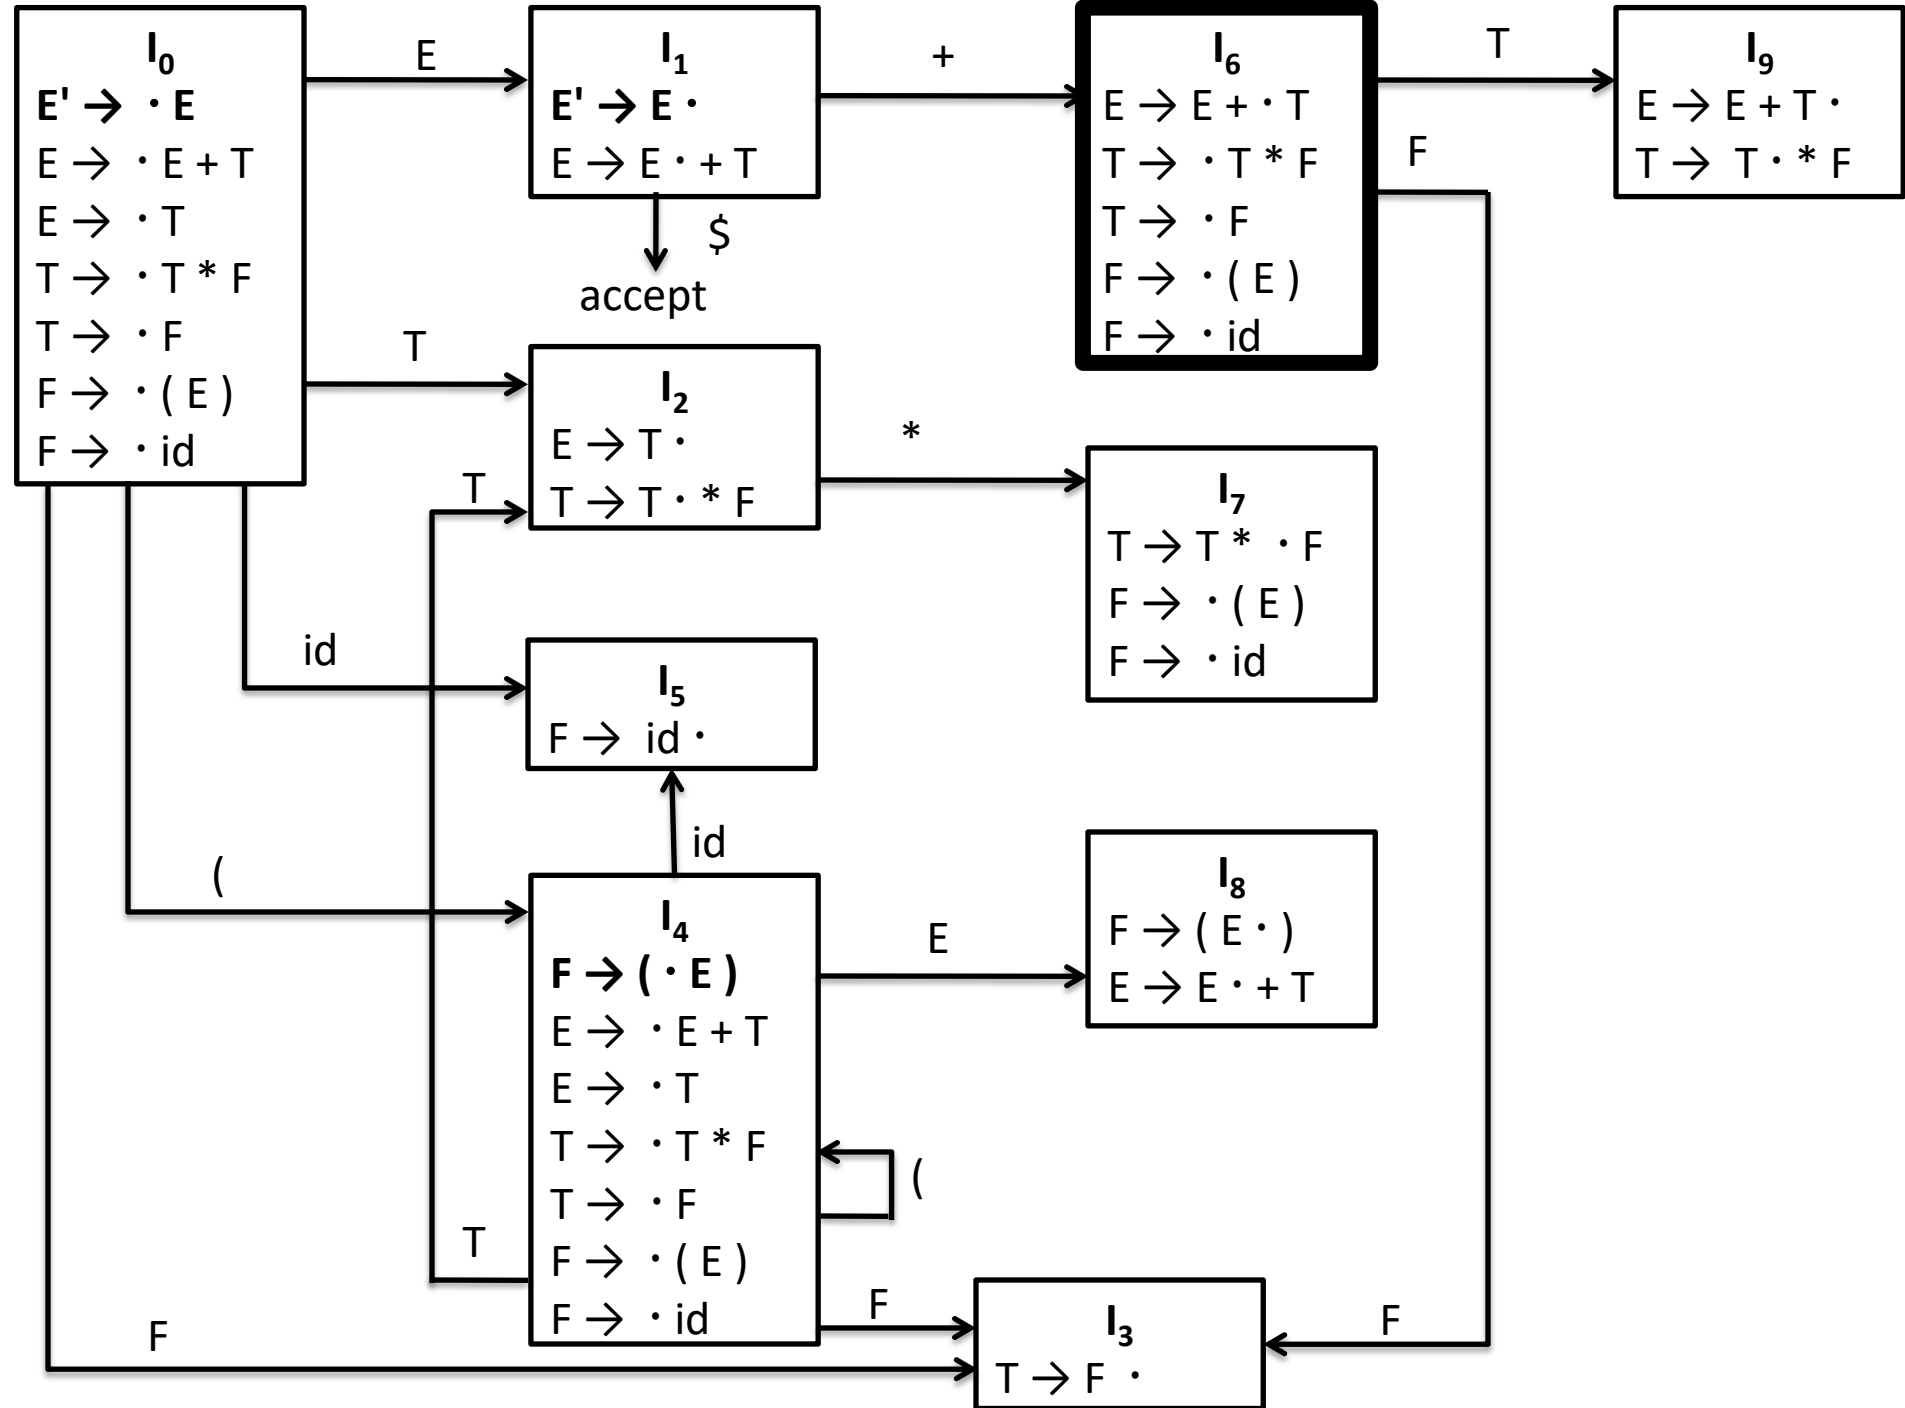 I₀
E' → · E
E → · E + T
E → · T
T → · T * F
T → · F
F → · ( E )
F → · id
E
I₁
E' → E ·
E → E · + T
$
accept
+
I₆
E → E + · T
T → · T * F
T → · F
F → · ( E )
F → · id
T
F
I₉
E → E + T ·
T → T · * F
T
I₂
E → T ·
T → T · * F
T
*
I₇
T → T * · F
F → · ( E )
F → · id
id
I₅
F → id ·
id
(
I₄
F → ( · E )
E → · E + T
E → · T
T → · T * F
T → · F
F → · ( E )
F → · id
E
I₈
F → ( E · )
E → E · + T
(
T
F
F
I₃
T → F ·
F